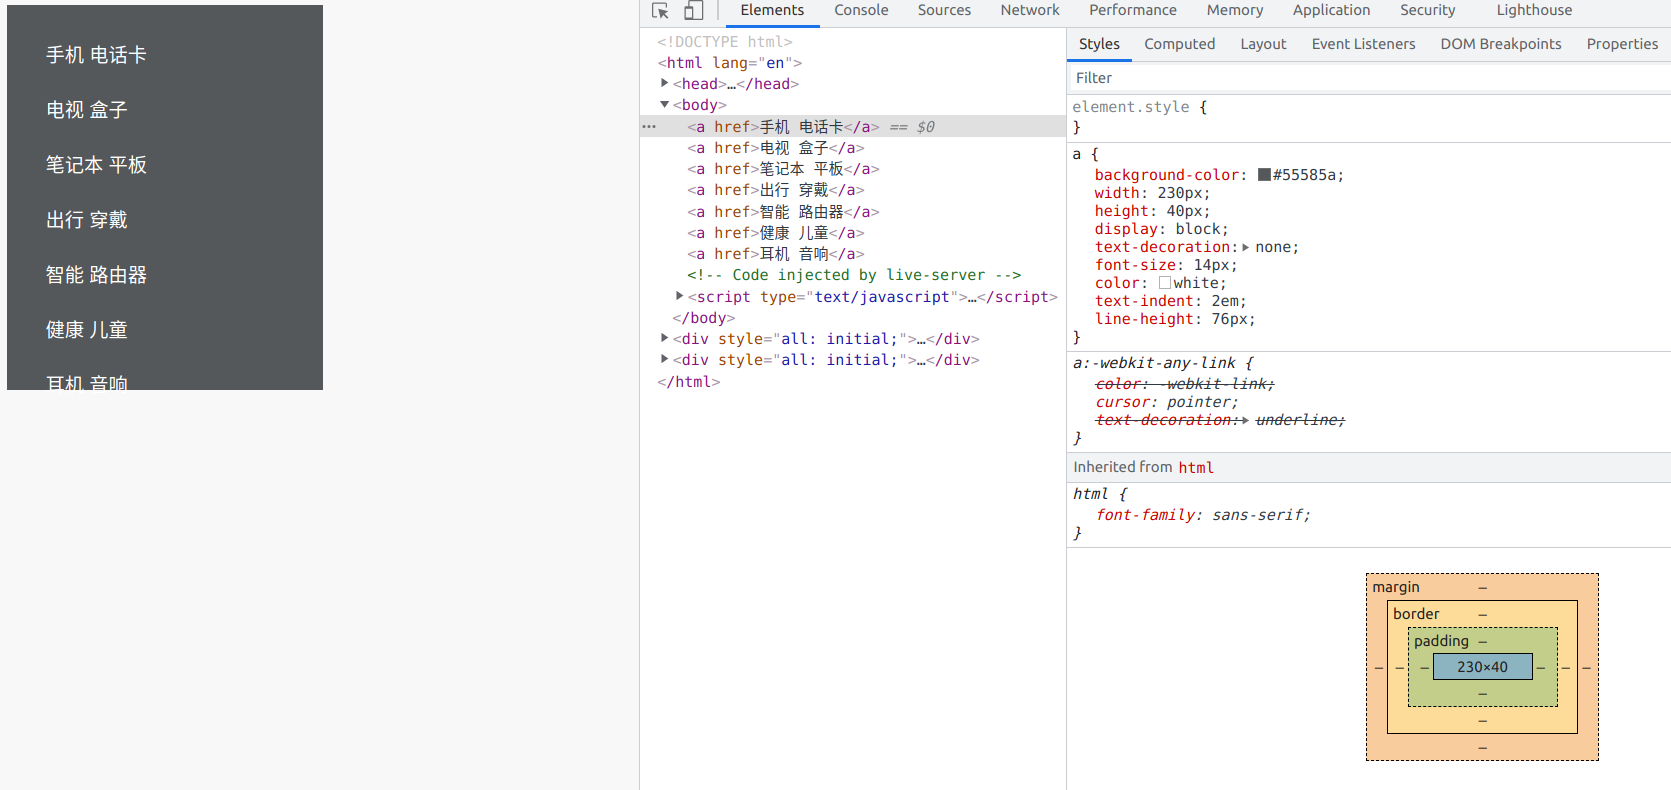 手机 电话卡
电视 盒子
笔记本 平板
出行 穿戴
智能 路由器
健康 儿童
耳机 音响
Elements Console Sources Network Performance Memory Application Security Lighthouse
<!DOCTYPE html>
<html lang="en">
<head>…</head>
<body>
<a href>手机 电话卡</a> == $0
<a href>电视 盒子</a>
<a href>笔记本 平板</a>
<a href>出行 穿戴</a>
<a href>智能 路由器</a>
<a href>健康 儿童</a>
<a href>耳机 音响</a>
<!-- Code injected by live-server -->
<script type="text/javascript">…</script>
</body>
<div style="all: initial;">…</div>
<div style="all: initial;">…</div>
</html>
Styles Computed Layout Event Listeners DOM Breakpoints Properties
Filter
element.style {
}
a {
background-color: #55585a;
width: 230px;
height: 40px;
display: block;
text-decoration: none;
font-size: 14px;
color: white;
text-indent: 2em;
line-height: 76px;
}
a:-webkit-any-link {
color: -webkit-link;
cursor: pointer;
text-decoration: underline;
}
Inherited from html
html {
font-family: sans-serif;
}
margin –
border –
padding –
– – – 230×40 – – –
–
–
–